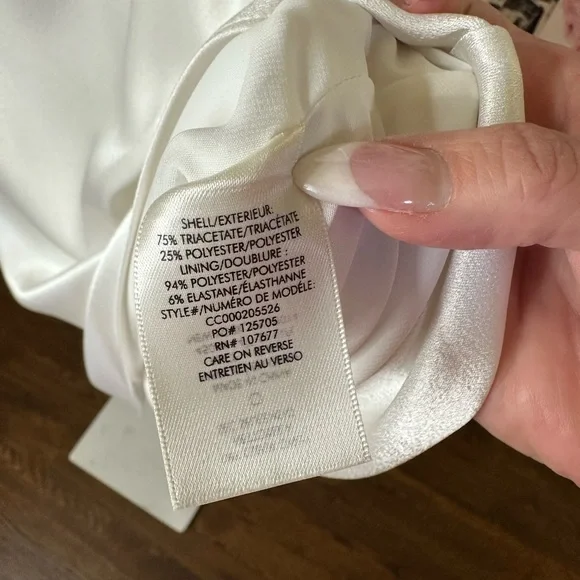 SHELL/EXTERIEUR:
75% TRIACETATE/TRIACÉTATE
25% POLYESTER/POLYESTER
LINING/DOUBLURE :
94% POLYESTER/POLYESTER
6% ELASTANE/ÉLASTHANNE
STYLE#/NUMÉRO DE MODÈLE:
CC000205526
PO# 125705
RN# 107677
CARE ON REVERSE
ENTRETIEN AU VERSO